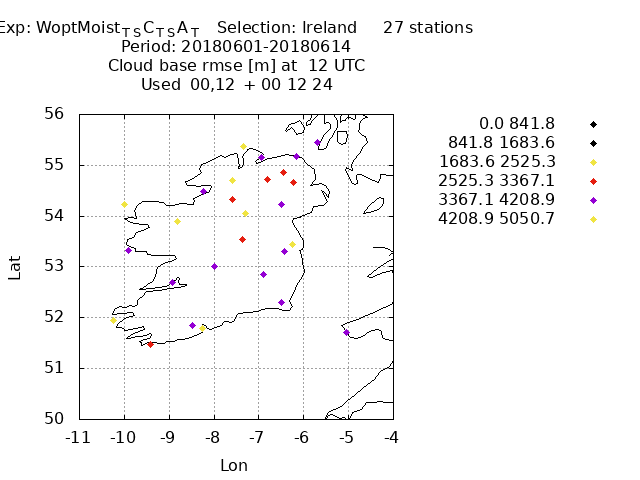 Exp: WoptMoist_TS C_TS A_T Selection: Ireland 27 stations
Period: 20180601-20180614
Cloud base rmse [m] at 12 UTC
Used 00,12 + 00 12 24
0.0 841.8
841.8 1683.6
1683.6 2525.3
2525.3 3367.1
3367.1 4208.9
4208.9 5050.7
56
55
54
53
52
51
50
Lat
-11 -10 -9 -8 -7 -6 -5 -4
Lon